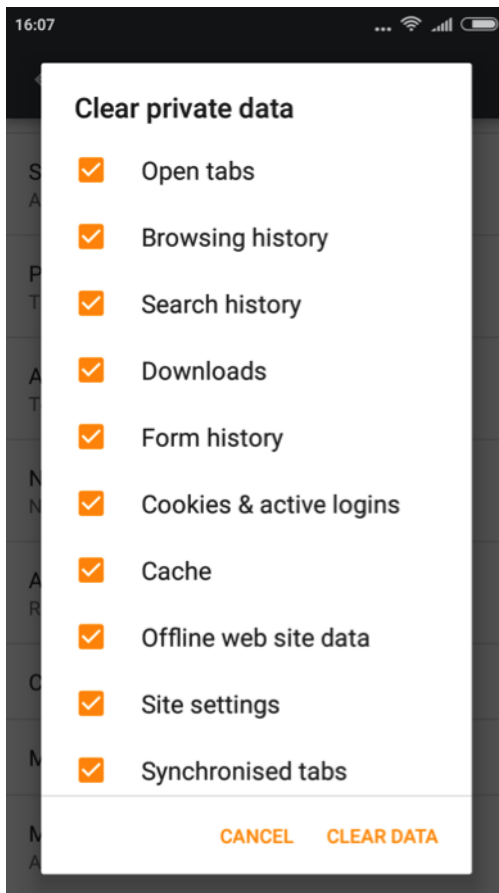 16:07
Clear private data
Open tabs
Browsing history
Search history
Downloads
Form history
Cookies & active logins
Cache
Offline web site data
Site settings
Synchronised tabs
CANCEL CLEAR DATA